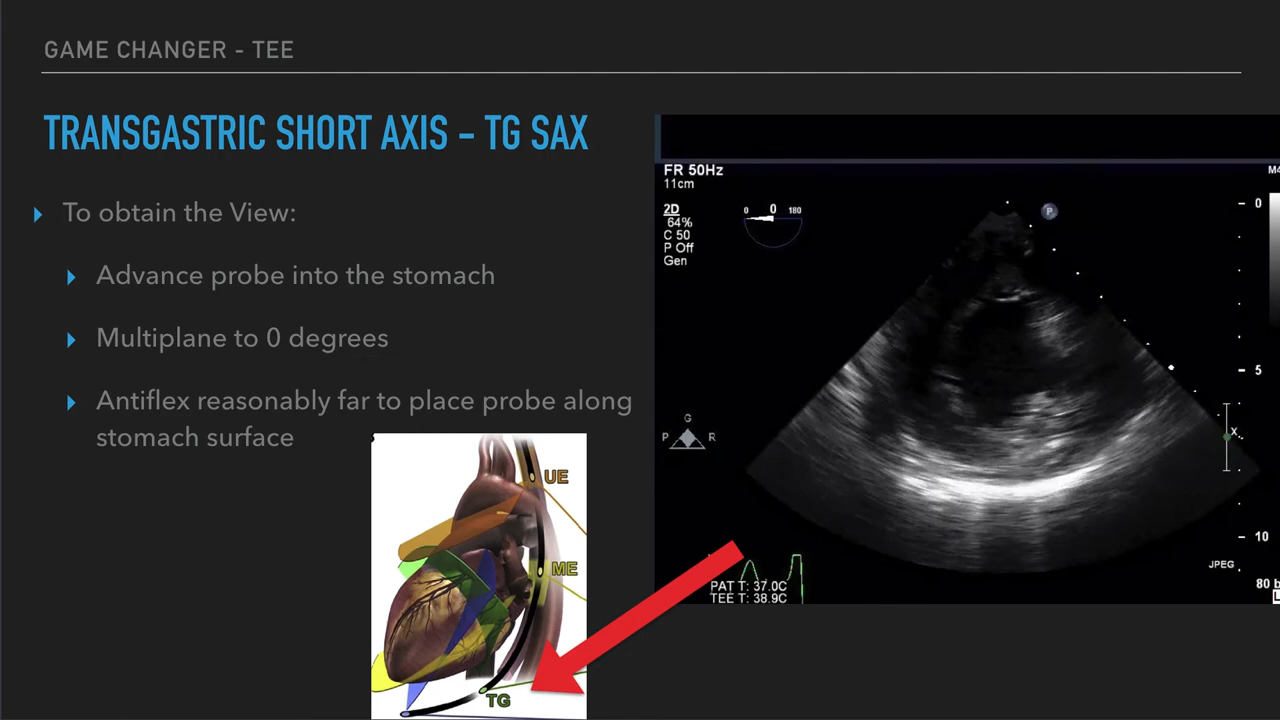 GAME CHANGER - TEE
TRANSGASTRIC SHORT AXIS – TG SAX
To obtain the View:
Advance probe into the stomach
Multiplane to 0 degrees
Antiflex reasonably far to place probe along
stomach surface
UE
ME
TG
FR 50Hz
11cm
2D
64%
C 50
P Off
Gen
0 0 180
P
M4
0
5
10
G
P R
X
JPEG
PAT T: 37.0C
TEE T: 38.9C
80 b